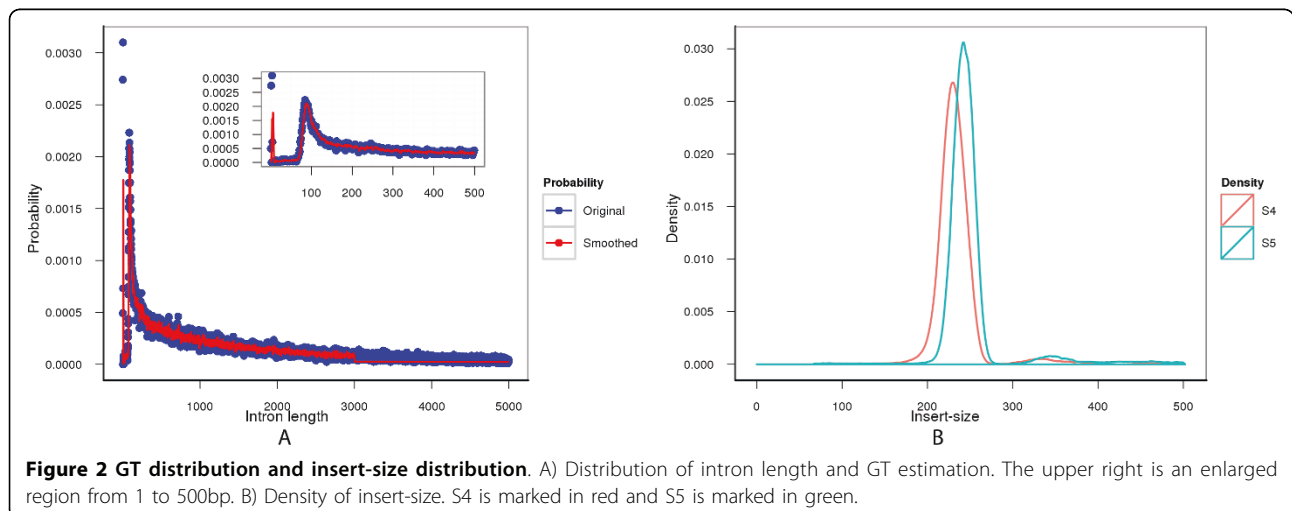 0.0030
0.0025
0.0020
0.0015
0.0010
0.0005
0.0000
Probability
0.0030
0.0025
0.0020
0.0015
0.0010
0.0005
0.0000
100 200 300 400 500
1000 2000 3000 4000 5000
Intron length
A
Probability
Original
Smoothed
0.030
0.025
0.020
0.015
0.010
0.005
0.000
Density
0 100 200 300 400 500
Insert-size
B
Density
S4
S5
Figure 2 GT distribution and insert-size distribution. A) Distribution of intron length and GT estimation. The upper right is an enlarged
region from 1 to 500bp. B) Density of insert-size. S4 is marked in red and S5 is marked in green.